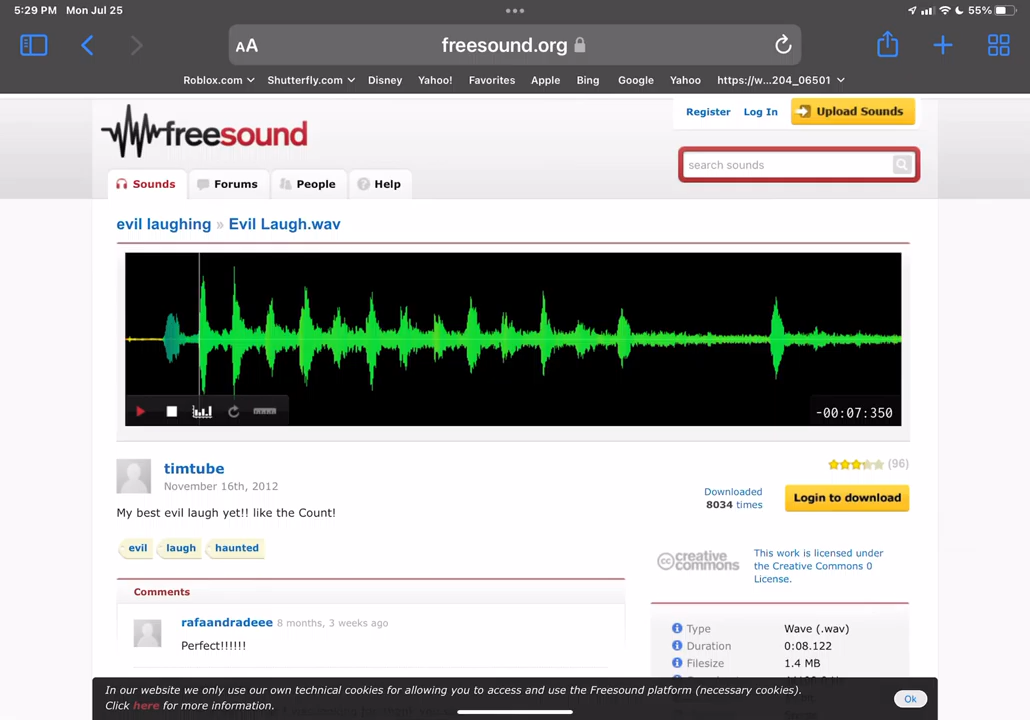 5:29 PM Mon Jul 25
55%
AA
freesound.org
Roblox.com Shutterfly.com Disney Yahoo! Favorites Apple Bing Google Yahoo https://w...204_06501
freesound
Register Log In Upload Sounds
search sounds
Sounds Forums People Help
evil laughing » Evil Laugh.wav
-00:07:350
timtube
November 16th, 2012
(96)
Downloaded
8034 times
Login to download
My best evil laugh yet!! like the Count!
evil laugh haunted
cc creative commons
This work is licensed under
the Creative Commons 0
License.
Comments
rafaandradeee 8 months, 3 weeks ago
Perfect!!!!!!
Type Wave (.wav)
Duration 0:08.122
Filesize 1.4 MB
In our website we only use our own technical cookies for allowing you to access and use the Freesound platform (necessary cookies).
Click here for more information.
Ok